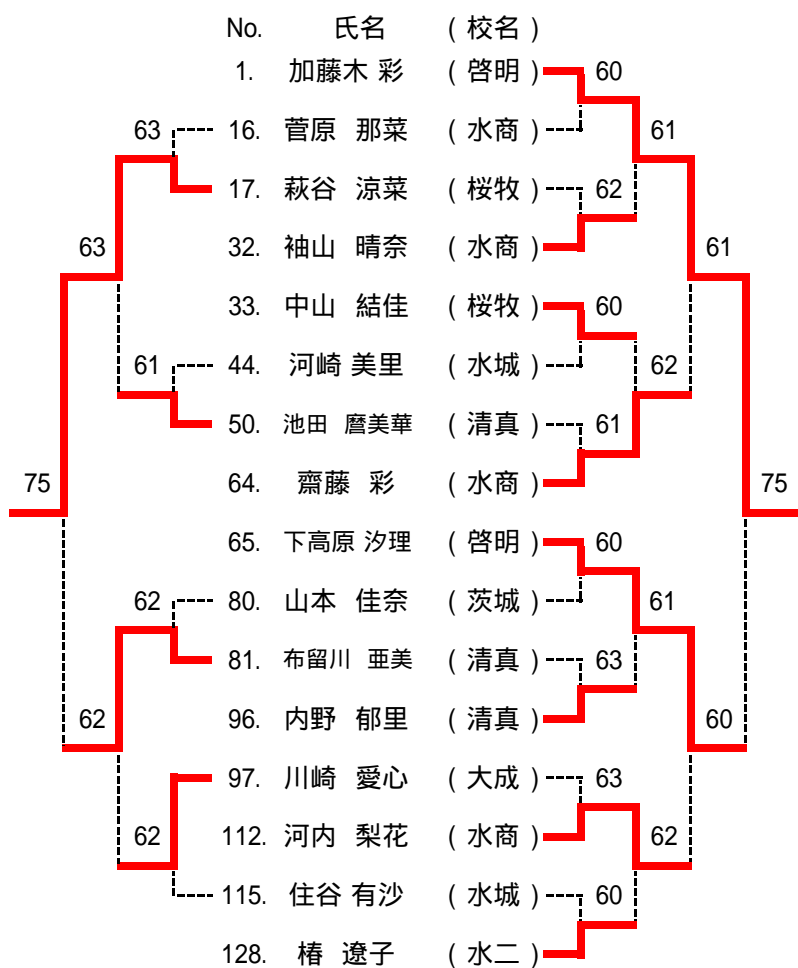 No. 氏名 (校名)
1. 加藤木 彩 (啓明) 60
63 16. 菅原 那菜 (水商) 61
17. 萩谷 涼菜 (桜牧) 62
63 32. 袖山 晴奈 (水商) 61
33. 中山 結佳 (桜牧) 60
61 44. 河崎 美里 (水城) 62
50. 池田 麿美華 (清真) 61
75 64. 齋藤 彩 (水商) 75
65. 下高原 汐理 (啓明) 60
62 80. 山本 佳奈 (茨城) 61
81. 布留川 亜美 (清真) 63
62 96. 内野 郁里 (清真) 60
97. 川崎 愛心 (大成) 63
62 112. 河内 梨花 (水商) 62
115. 住谷 有沙 (水城) 60
128. 椿 遼子 (水二)